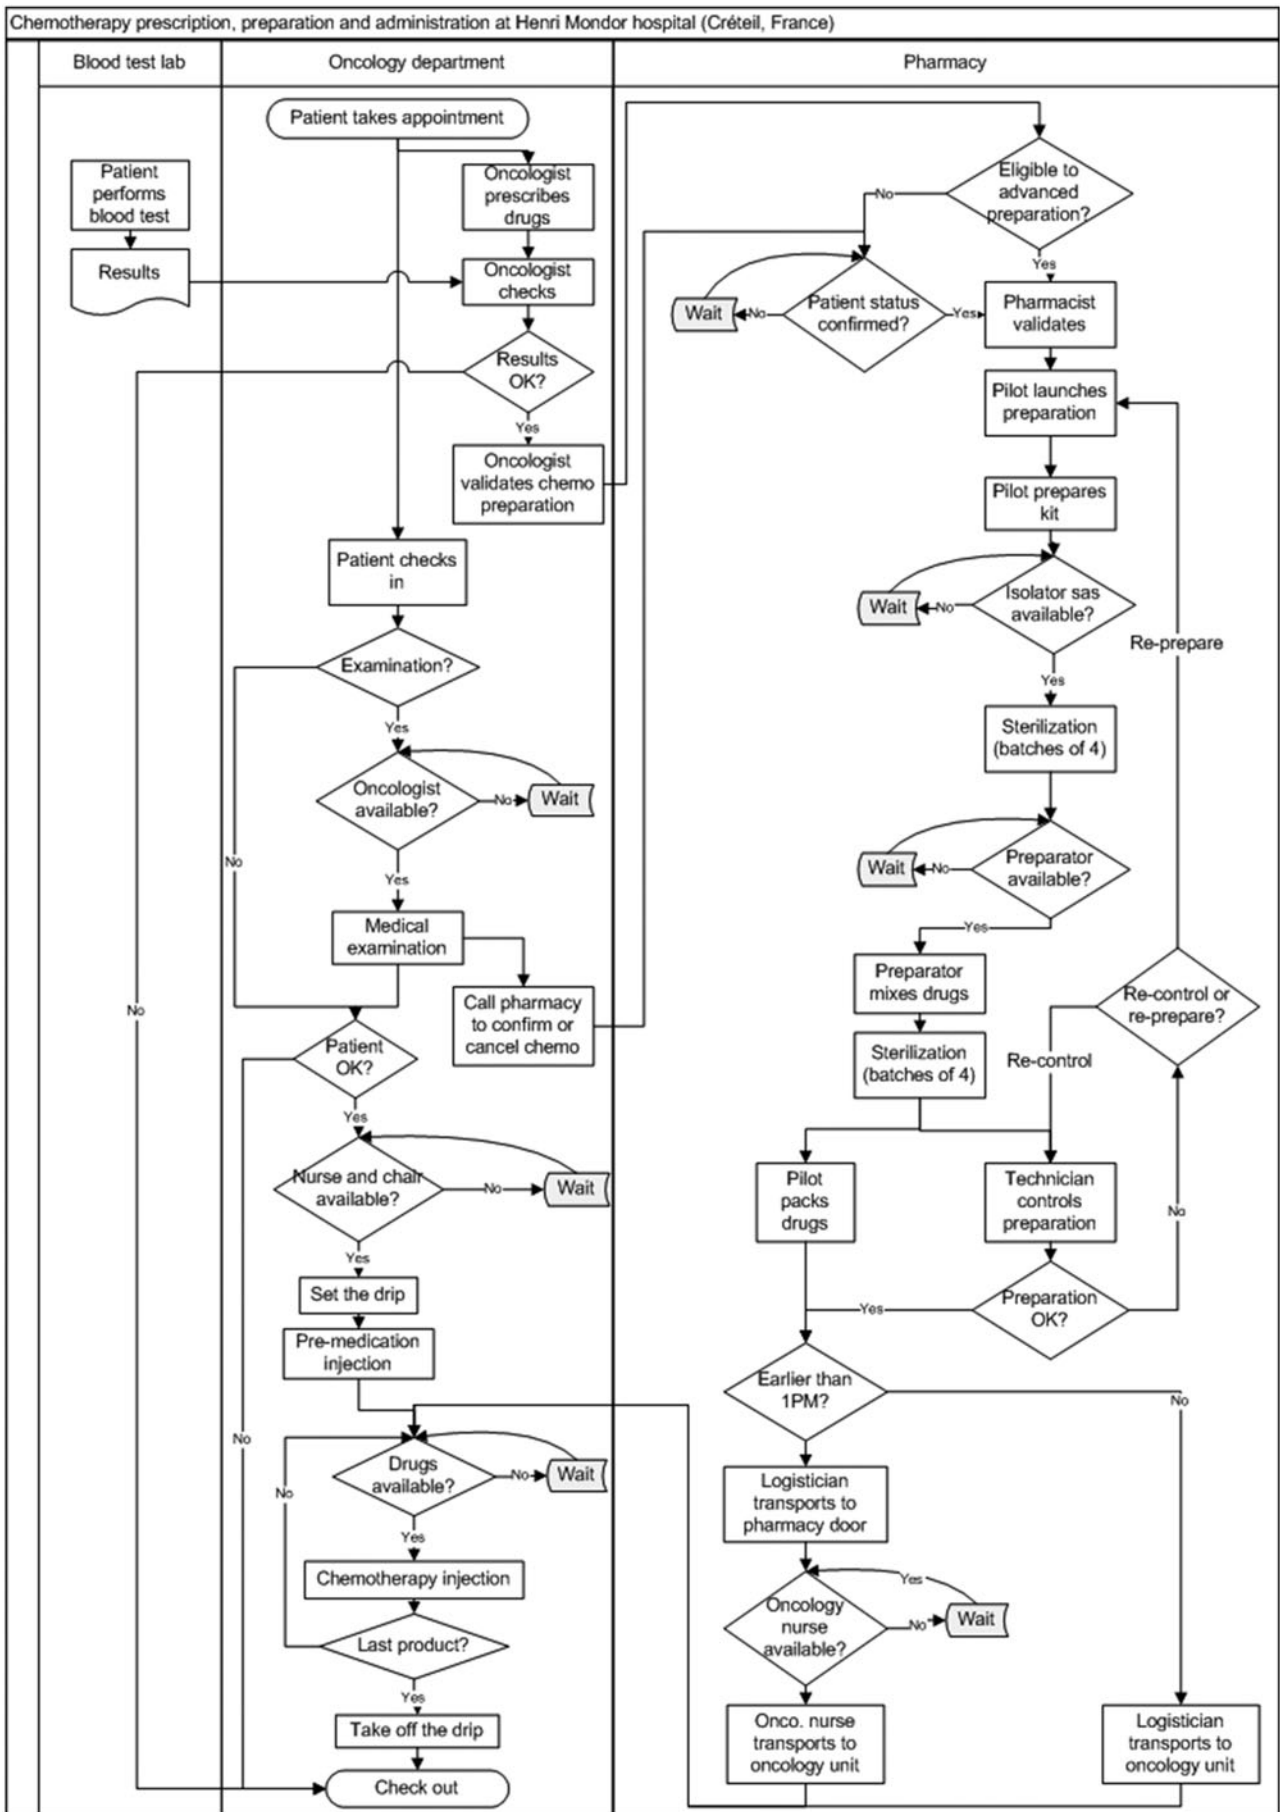 Chemotherapy prescription, preparation and administration at Henri Mondor hospital (Créteil, France)
Blood test lab
Oncology department
Pharmacy
Patient takes appointment
Patient
performs
blood test
Results
Oncologist
prescribes
drugs
Oncologist
checks
Results
OK?
Yes
No
Oncologist
validates chemo
preparation
Patient checks
in
Examination?
Yes
No
Oncologist
available?
No
Wait
Yes
Medical
examination
Call pharmacy
to confirm or
cancel chemo
Patient
OK?
Yes
No
Nurse and chair
available?
No
Wait
Yes
Set the drip
Pre-medication
injection
Drugs
available?
No
Wait
Yes
Chemotherapy injection
Last product?
No
Yes
Take off the drip
Check out
Eligible to
advanced
preparation?
No
Yes
Patient status
confirmed?
No
Wait
Yes
Pharmacist
validates
Pilot launches
preparation
Pilot prepares
kit
Isolator sas
available?
No
Wait
Yes
Sterilization
(batches of 4)
Preparator
available?
No
Wait
Yes
Preparator
mixes drugs
Sterilization
(batches of 4)
Pilot
packs
drugs
Technician
controls
preparation
Preparation
OK?
Yes
No
Re-control or
re-prepare?
Re-control
Re-prepare
Earlier than
1PM?
No
Logistician
transports to
pharmacy door
Oncology
nurse
available?
No
Wait
Yes
Onco. nurse
transports to
oncology unit
Logistician
transports to
oncology unit